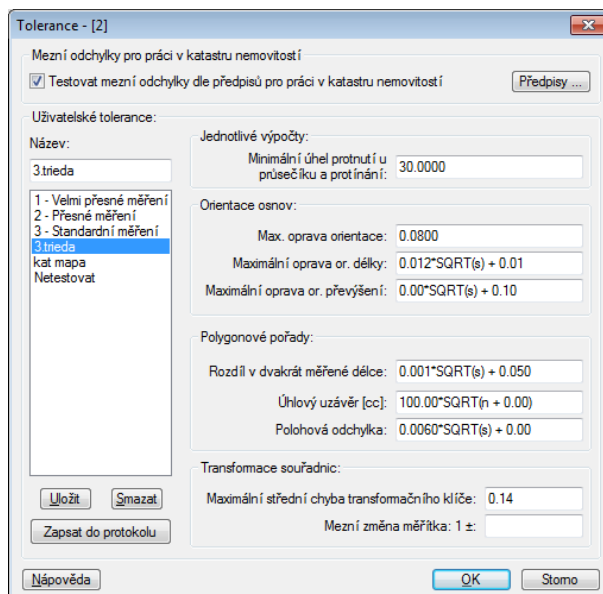 Tolerance - [2]
Mezní odchylky pro práci v katastru nemovitostí
Testovat mezní odchylky dle předpisů pro práci v katastru nemovitostí
Předpisy ...
Uživatelské tolerance:
Název:
3.trieda
1 - Velmi přesné měření
2 - Přesné měření
3 - Standardní měření
3.trieda
kat mapa
Netestovat
Uložit
Smazat
Zapsat do protokolu
Jednotlivé výpočty:
Minimální úhel protnutí u
průsečíku a protínání:
30.0000
Orientace osnov:
Max. oprava orientace:
0.0800
Maximální oprava or. délky:
0.012*SQRT(s) + 0.01
Maximální oprava or. převýšení:
0.00*SQRT(s) + 0.10
Polygonové pořady:
Rozdíl v dvakrát měřené délce:
0.001*SQRT(s) + 0.050
Úhlový uzávěr [cc]:
100.00*SQRT(n + 0.00)
Polohová odchylka:
0.0060*SQRT(s) + 0.00
Transformace souřadnic:
Maximální střední chyba transformačního klíče:
0.14
Mezní změna měřítka: 1 ±:
Nápověda
OK
Storno